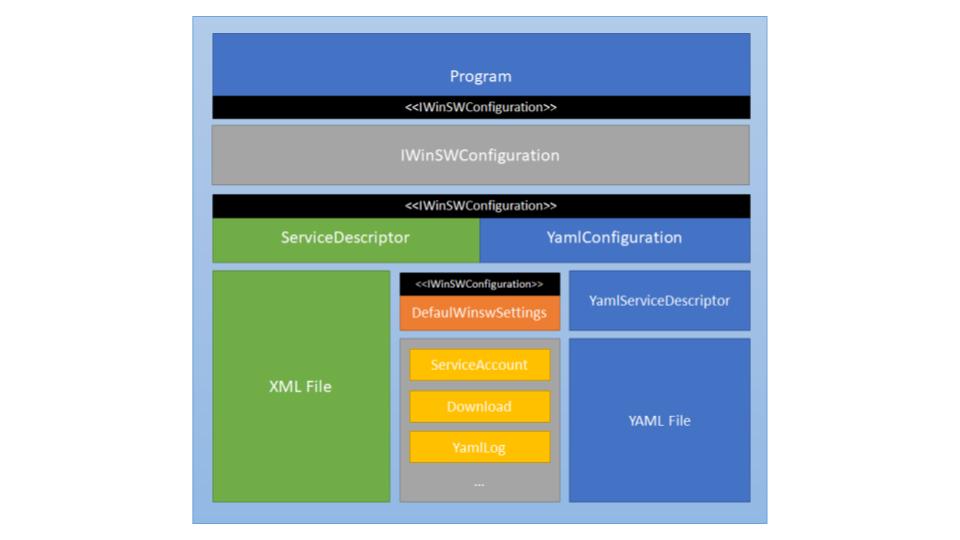 Program
<<IWinSWConfiguration>>
IWinSWConfiguration
<<IWinSWConfiguration>>
ServiceDescriptor
YamlConfiguration
<<IWinSWConfiguration>>
DefaulWinswSettings
YamlServiceDescriptor
XML File
ServiceAccount
Download
YamlLog
...
YAML File